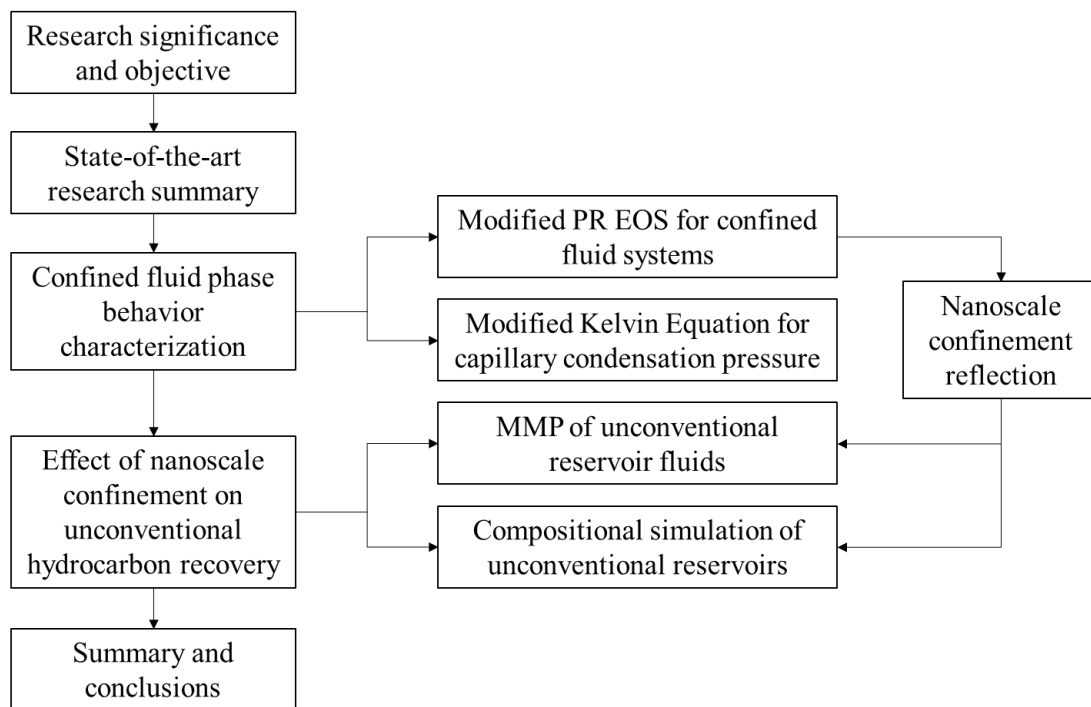 Research significance
and objective
State-of-the-art
research summary
Confined fluid phase
behavior
characterization
Effect of nanoscale
confinement on
unconventional
hydrocarbon recovery
Summary and
conclusions
Modified PR EOS for confined
fluid systems
Modified Kelvin Equation for
capillary condensation pressure
MMP of unconventional
reservoir fluids
Compositional simulation of
unconventional reservoirs
Nanoscale
confinement
reflection